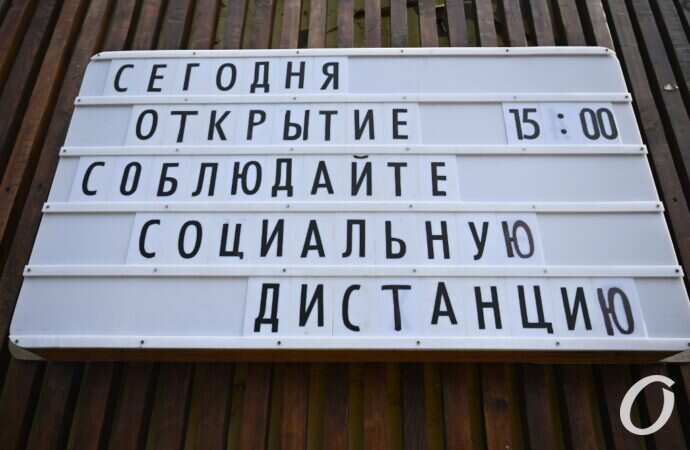 СЕГОДНЯ
ОТКРЫТИЕ 15:00
СОБЛЮДАЙТЕ
СОЦИАЛЬНУЮ
ДИСТАНЦИЮ